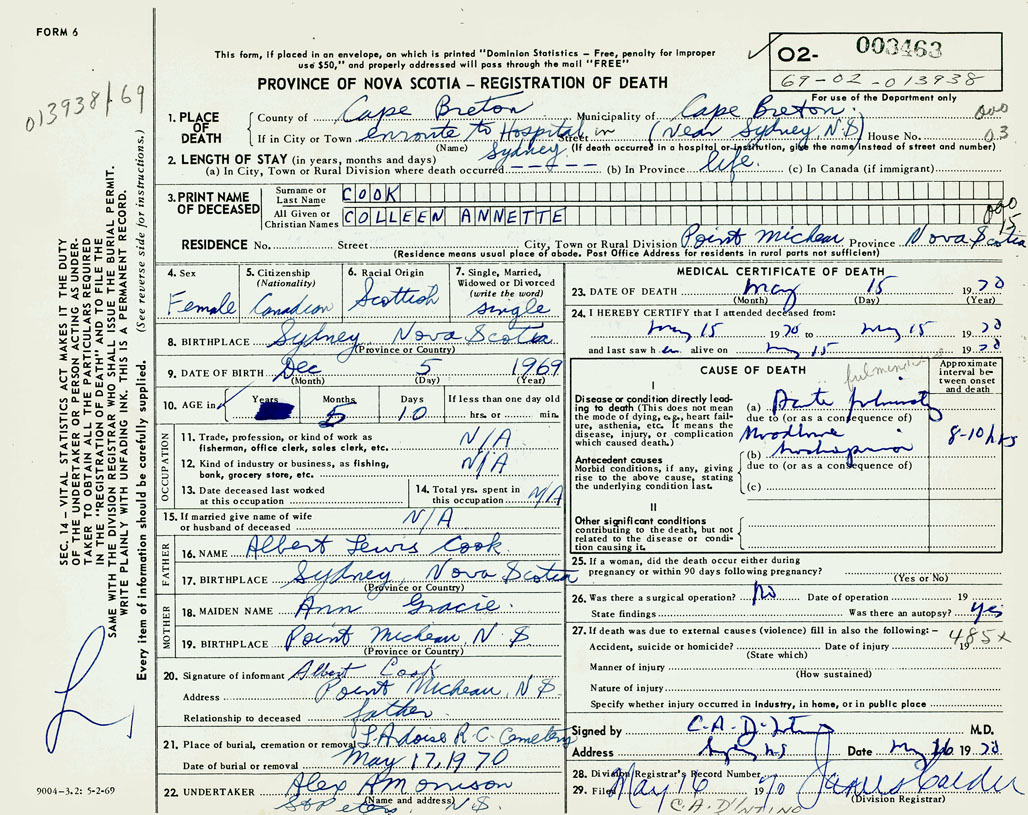 FORM 6
This form, if placed in an envelope, on which is printed "Dominion Statistics – Free, penalty for improper
use $50," and properly addressed will pass through the mail "FREE"
PROVINCE OF NOVA SCOTIA – REGISTRATION OF DEATH
02- 003463
69-02-013938
For use of the Department only
013938/69
1. PLACE OF DEATH
County of Cape Breton Municipality of Cape Breton
If in City or Town enroute to Hospital in Street (Near Sydney, N.S) House No.
Sydney
(Name) (If death occurred in a hospital or institution, give the name instead of street and number)
000
03
2. LENGTH OF STAY (in years, months and days)
(a) In City, Town or Rural Division where death occurred ----- (b) In Province life. (c) In Canada (if immigrant)
3. PRINT NAME OF DECEASED
Surname or Last Name COOK
All Given or Christian Names COLLEEN ANNETTE
000
15
RESIDENCE No. Street City, Town or Rural Division Point Micheau Province Nova Scotia
(Residence means usual place of abode. Post Office Address for residents in rural parts not sufficient)
4. Sex Female
5. Citizenship (Nationality) Canadian
6. Racial Origin Scottish
7. Single, Married, Widowed or Divorced (write the word) single
8. BIRTHPLACE Sydney Nova Scotia
(Province or Country)
9. DATE OF BIRTH Dec 5 1969
(Month) (Day) (Year)
10. AGE in Years Months 5 Days 10 If less than one day old hrs. or min.
OCCUPATION
11. Trade, profession, or kind of work as fisherman, office clerk, sales clerk, etc. N/A
12. Kind of industry or business, as fishing, bank, grocery store, etc. N/A
13. Date deceased last worked at this occupation
14. Total yrs. spent in this occupation N/A
15. If married give name of wife or husband of deceased N/A
FATHER
16. NAME Albert Lewis Cook
17. BIRTHPLACE Sydney, Nova Scotia
(Province or Country)
MOTHER
18. MAIDEN NAME Ann Gracie.
19. BIRTHPLACE Point Micheau, N S
(Province or Country)
20. Signature of informant Albert Cook
Address Point Micheau, N S.
Relationship to deceased father
21. Place of burial, cremation or removal R.C. Cemetery
Date of burial or removal May 17, 1970
22. UNDERTAKER Alex A Morrison
(Name and address)
St Peters, N S.
MEDICAL CERTIFICATE OF DEATH
23. DATE OF DEATH May 15 1970
(Month) (Day) (Year)
24. I HEREBY CERTIFY that I attended deceased from:
May 15 1970 to May 15 1970
and last saw her alive on May 15 1970
CAUSE OF DEATH
Approximate interval between onset and death
I
Disease or condition directly leading to death (This does not mean the mode of dying, e.g., heart failure, asthenia, etc. It means the disease, injury, or complication which caused death.)
(a) Acute
due to (or as a consequence of)
8-10 hrs
Antecedent causes
Morbid conditions, if any, giving rise to the above cause, stating the underlying condition last.
(b)
due to (or as a consequence of)
(c)
II
Other significant conditions contributing to the death, but not related to the disease or condition causing it.
25. If a woman, did the death occur either during pregnancy or within 90 days following pregnancy?
(Yes or No)
26. Was there a surgical operation? No Date of operation 19
State findings Was there an autopsy? yes
27. If death was due to external causes (violence) fill in also the following:–
485X
Accident, suicide or homicide? Date of injury 19
(State which)
Manner of injury
(How sustained)
Nature of injury
Specify whether injury occurred in industry, in home, or in public place
Signed by C.A. D'Intino M.D.
Address Sydney NS Date May 16 1970
28. Division Registrar's Record Number
29. Filed May 16 1970 James Calder
(Division Registrar)
C.A. D'INTINO
SEC. 14 – VITAL STATISTICS ACT MAKES IT THE DUTY
OF THE UNDERTAKER OR PERSON ACTING AS UNDER-
TAKER TO OBTAIN ALL THE PARTICULARS REQUIRED
IN THE "REGISTRATION OF DEATH" AND TO FILE THE
SAME WITH THE DIVISION REGISTRAR WHO SHALL ISSUE THE BURIAL PERMIT.
WRITE PLAINLY WITH UNFADING INK. THIS IS A PERMANENT RECORD.
Every item of information should be carefully supplied. (See reverse side for instructions.)
9004-3.2: 5-2-69